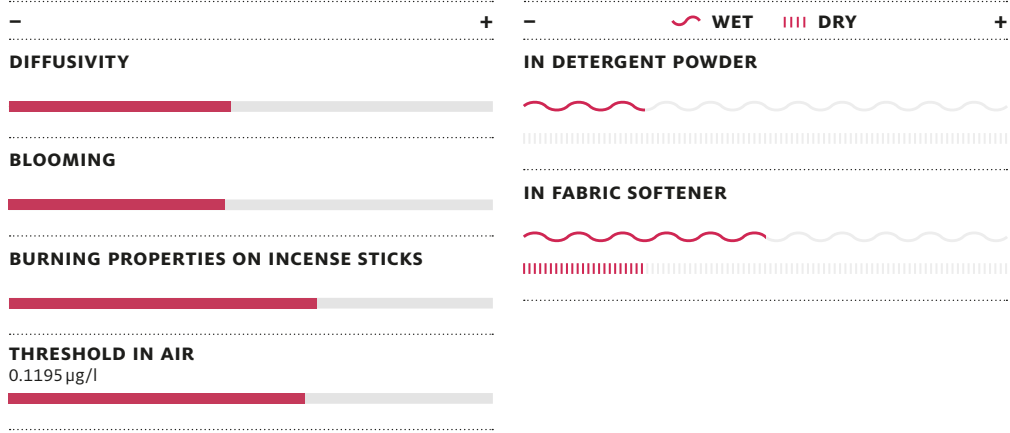 – +
DIFFUSIVITY
BLOOMING
BURNING PROPERTIES ON INCENSE STICKS
THRESHOLD IN AIR
0.1195 µg/l
– WET DRY +
IN DETERGENT POWDER
IN FABRIC SOFTENER